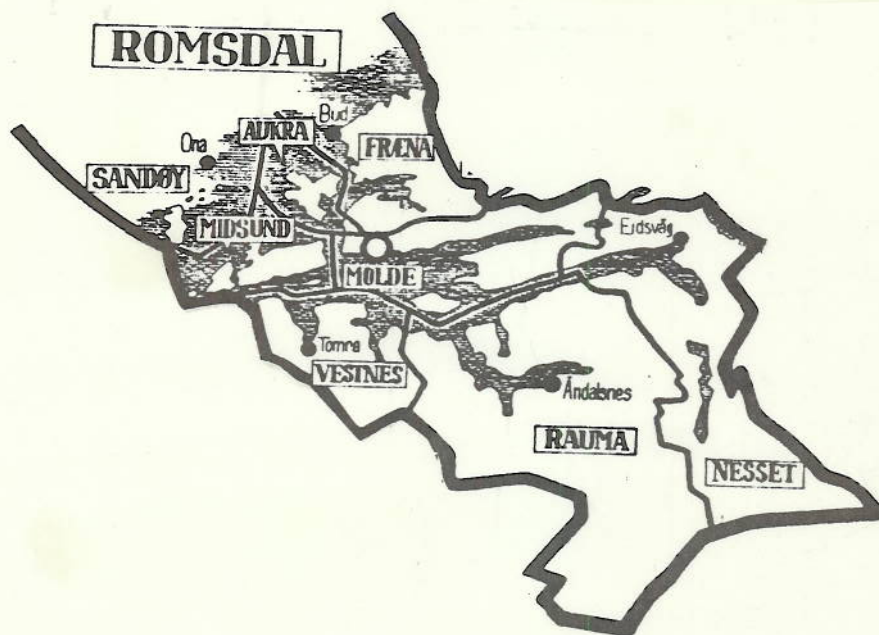 ROMSDAL
Bud
AUKRA
Ona
FRÆNA
SANDØY
MIDSUND
Eidsvåg
MOLDE
Tomra
VESTNES
Åndalsnes
RAUMA
NESSET